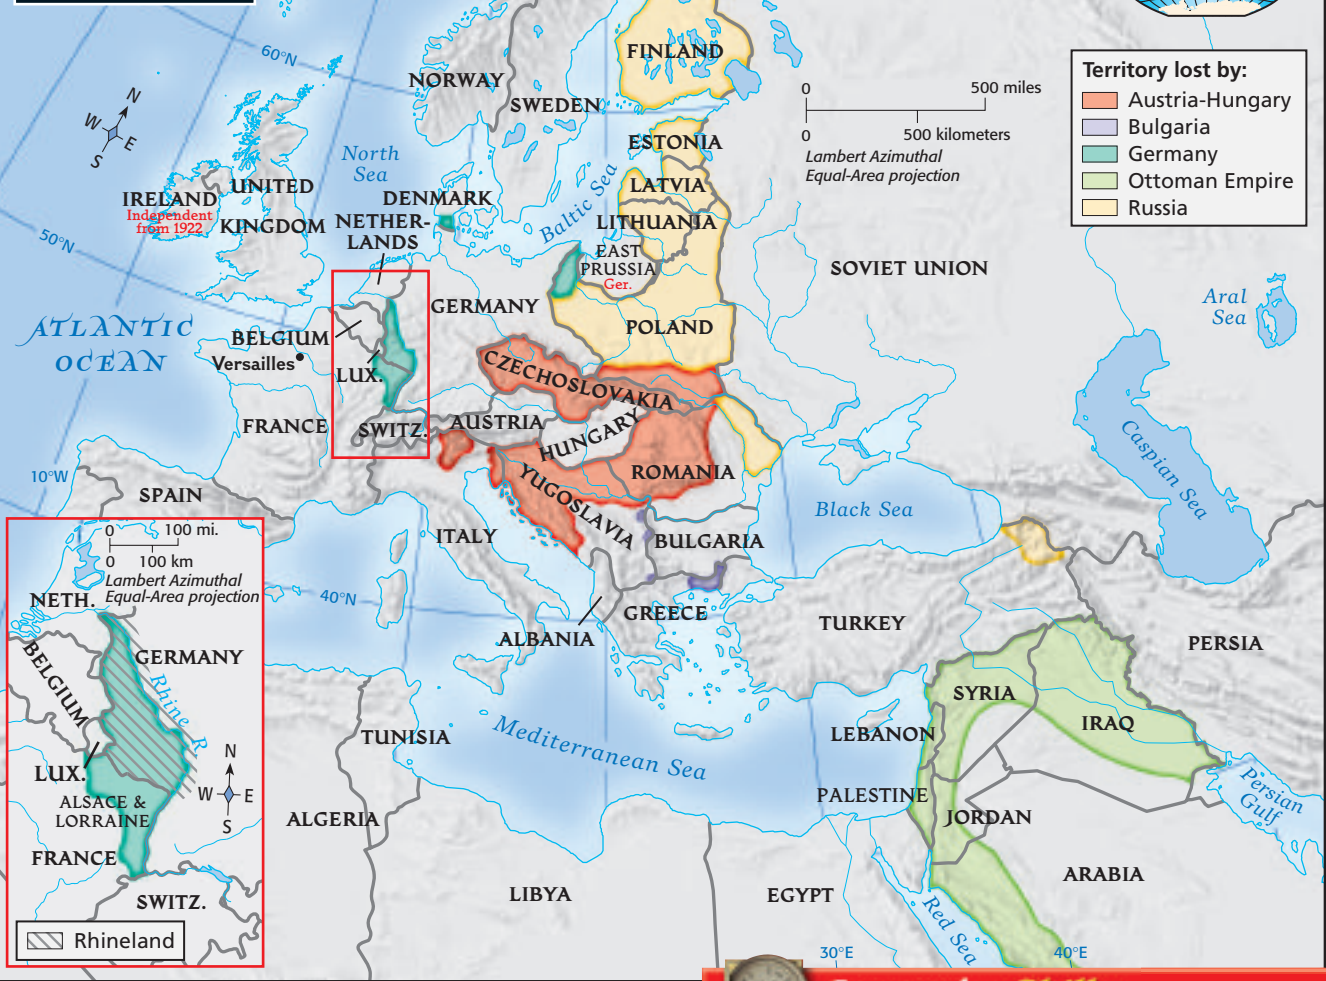 60°N
NORWAY
SWEDEN
FINLAND
0 500 miles
0 500 kilometers
Lambert Azimuthal
Equal-Area projection
Territory lost by:
Austria-Hungary
Bulgaria
Germany
Ottoman Empire
Russia
N
W
E
S
North
Sea
ESTONIA
LATVIA
LITHUANIA
Baltic Sea
IRELAND
Independent
from 1922
UNITED
KINGDOM
DENMARK
NETHER-
LANDS
50°N
EAST
PRUSSIA
Ger.
SOVIET UNION
Aral
Sea
ATLANTIC
OCEAN
GERMANY
POLAND
BELGIUM
Versailles
LUX.
CZECHOSLOVAKIA
FRANCE
SWITZ.
AUSTRIA
HUNGARY
ROMANIA
Caspian Sea
10°W
SPAIN
YUGOSLAVIA
Black Sea
ITALY
BULGARIA
40°N
ALBANIA
GREECE
TURKEY
PERSIA
SYRIA
IRAQ
LEBANON
TUNISIA
Mediterranean Sea
PALESTINE
JORDAN
Persian
Gulf
ALGERIA
LIBYA
EGYPT
ARABIA
Red Sea
30°E
40°E
0 100 mi.
0 100 km
Lambert Azimuthal
Equal-Area projection
NETH.
GERMANY
BELGIUM
Rhine R
N
W
E
S
LUX.
ALSACE &
LORRAINE
FRANCE
SWITZ.
Rhineland